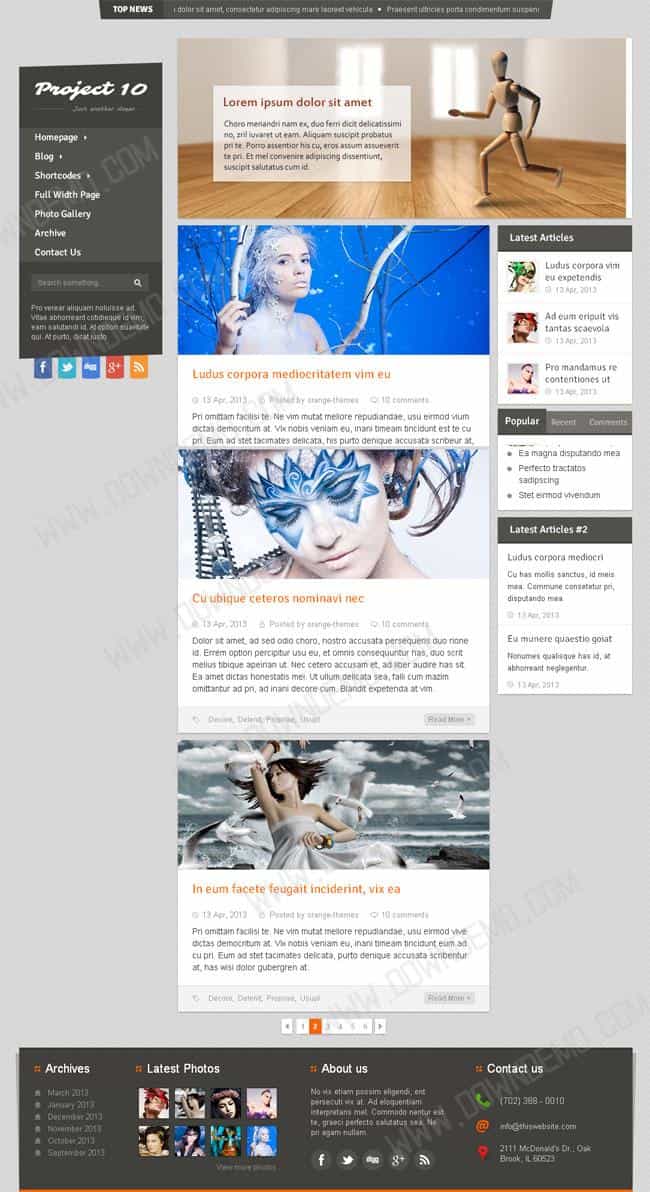 TOP NEWS
dolor sit amet, consectetur adipiscing mare laoreet vehicula
Praesent ultricies porta condimentum suspen
Project 10
Just another slogan
Homepage
Blog
Shortcodes
Full Width Page
Photo Gallery
Archive
Contact Us
Search something..
Pro verear aliquam noluisse ad.
Vitae abhorreant cotidieque id vim,
eam salutandi id. At option suavitate
qui. At purto, dicat iusto
Lorem ipsum dolor sit amet
Choro menandri nam ex, duo ferri dicit delicatissimi
no, zril iuvaret ut eam. Aliquam suscipit probatus
pri te. Porro assentior his cu, eros assum assueverit
te pri. Et mel convenire adipiscing dissentiunt,
suscipit salutatus cum id.
Ludus corpora mediocritatem vim eu
13 Apr, 2013 Posted by orange-themes 10 comments
Pri omittam facilisi te. Ne vim mutat meliore repudiandae, usu eirmod vium
dictas democritum at. Vix nobis veniam eu, inani timeam tincidunt est te cu
pri. Eum ad stet tacimates delicata, his purto denique accusata scribeur at,
Cu ubique ceteros nominavi nec
13 Apr, 2013 Posted by orange-themes 10 comments
Dolor sit amet, ad sed odio choro, nostro accusata persequeris duo none
id. Errem option percipitur usu eu, et omnis consequuntur has, duo scrit
melius tibique apeirian ut. Nec cetero accusam et, ad liber audire has sit.
Ea amet dictas honestatis mei. Ut ullum delicata sea, falli cum mazim
omittantur ad pri, ad inani decore cum. Blandit expetenda at vim.
Decore, Delenit, Propriae, Usuall
Read More
In eum facete feugait inciderint, vix ea
13 Apr, 2013 Posted by orange-themes 10 comments
Pri omittam facilisi te. Ne vim mutat meliore repudiandae, usu eirmod vive
dictas democritum at. Vix nobis veniam eu, inani timeam tincidunt eum ad
cu pri. Eum ad stet tacimates delicata, purto denique accusata scribentur
at, has wisi dolor gubergren at.
Decore, Delenit, Propriae, Usuall
Read More
1 2 3 4 5 6
Latest Articles
Ludus corpora vim
eu expetendis
13 Apr, 2013
Ad eum eripuit vis
tantas scaevola
13 Apr, 2013
Pro mandamus re
contentiones ut
13 Apr, 2013
Popular Recent Comments
Ea magna disputando mea
Perfecto tractatos
sadipscing
Stet eirmod vivendum
Latest Articles #2
Ludus corpora mediocri
Cu has mollis sanctus, id meis
mea. Commune consetetur pri,
disputando mea
13 Apr, 2013
Eu munere quaestio goiat
Nonumes qualisque has id, at
abhorreant neglegentur.
13 Apr, 2013
Archives
March 2013
January 2013
December 2013
November 2013
October 2013
September 2013
Latest Photos
View more photos
About us
No vix etiam possim eligendi, ent
persecuti vix at. Ad eloquentiam
interpretaris mel. Commodo nentur est
te, graeci perfecto salutatus sea. Ne
pri agam nullam.
Contact us
(702) 388 - 0010
info@thiswebsite.com
2111 McDonald's Dr., Oak
Brook, IL 60523
WWW.DOWNDEMO.COM